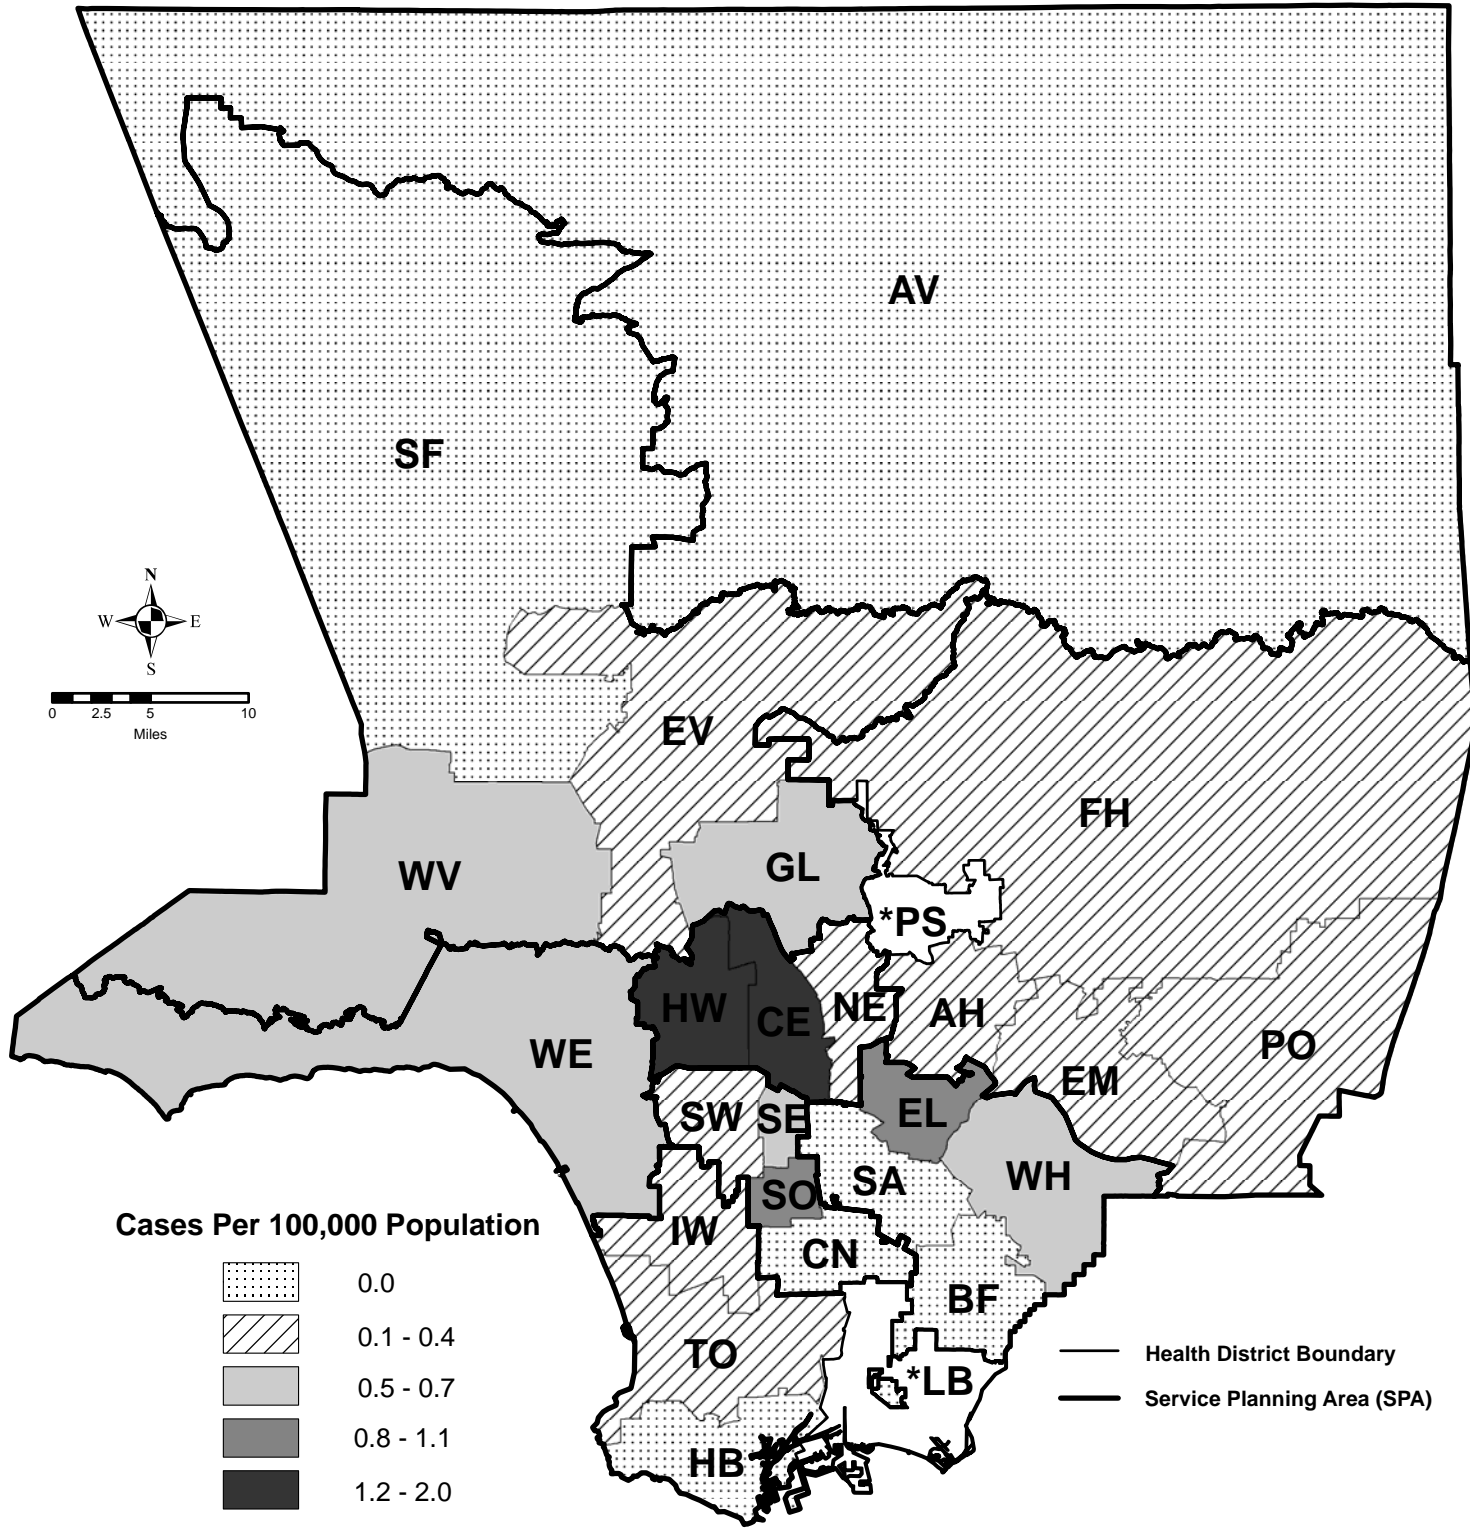 AV
SF
N
W E
S
0 2.5 5 10
Miles
EV
FH
GL
WV
*PS
HW
CE
NE
AH
PO
WE
EM
SW
SE
EL
WH
SA
SO
IW
CN
BF
TO
*LB
HB
Cases Per 100,000 Population
0.0
0.1 - 0.4
0.5 - 0.7
0.8 - 1.1
1.2 - 2.0
Health District Boundary
Service Planning Area (SPA)